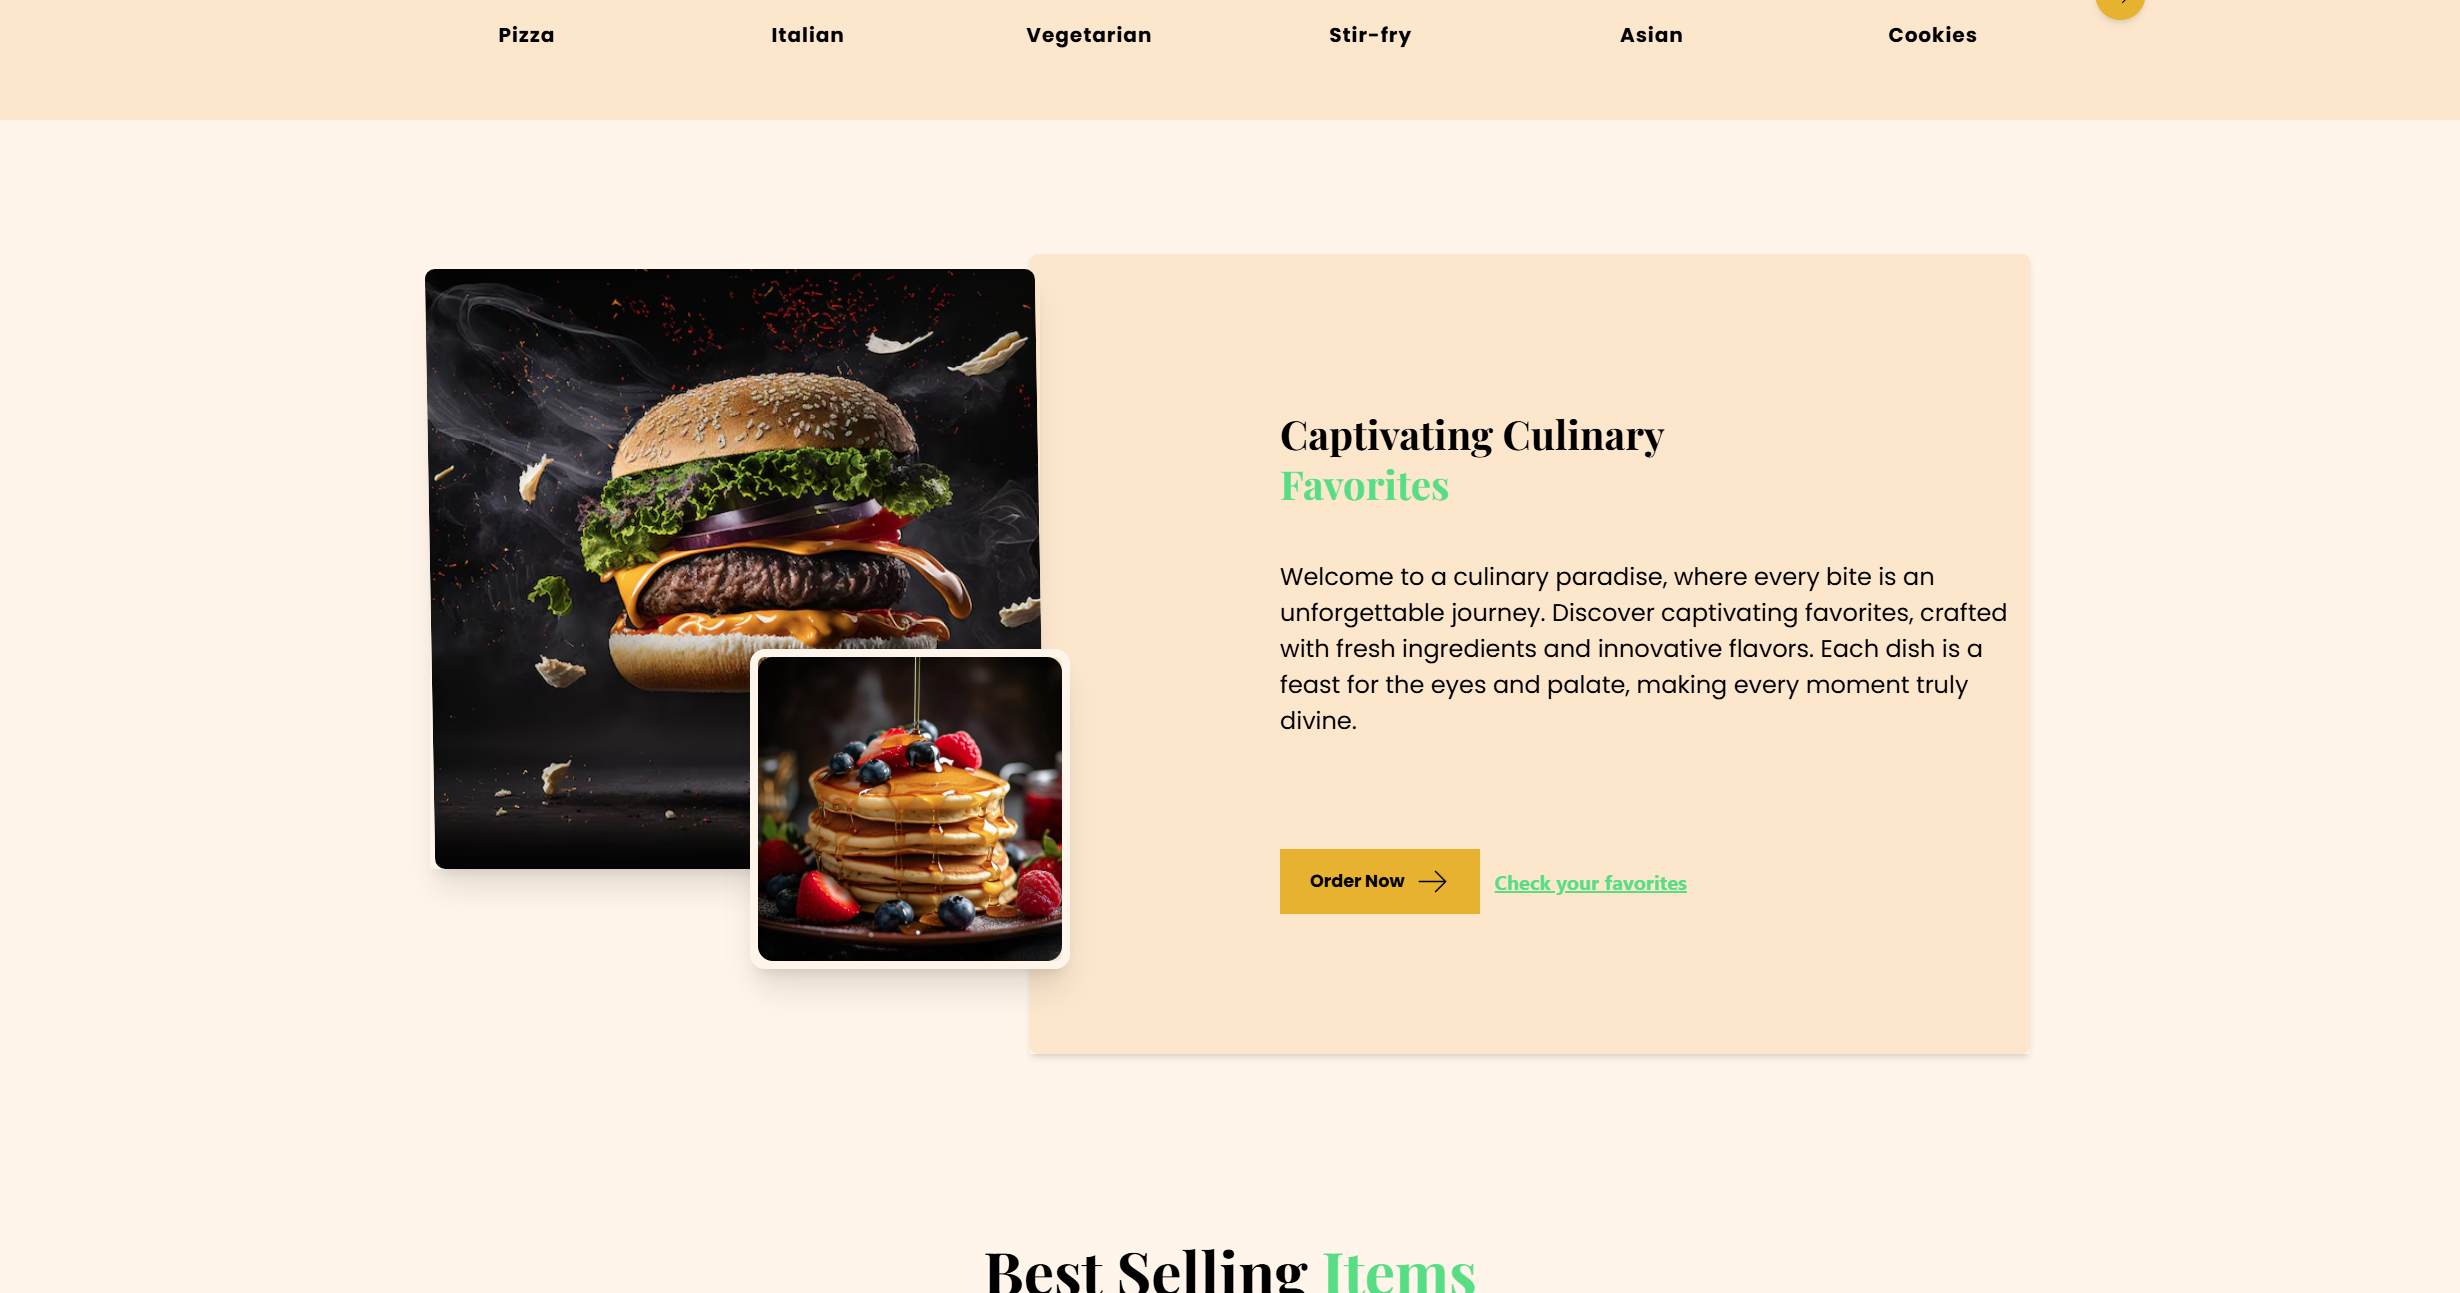 Pizza Italian Vegetarian Stir-fry Asian Cookies
Captivating Culinary
Favorites
Welcome to a culinary paradise, where every bite is an
unforgettable journey. Discover captivating favorites, crafted
with fresh ingredients and innovative flavors. Each dish is a
feast for the eyes and palate, making every moment truly
divine.
Order Now
Check your favorites
Best Selling Items